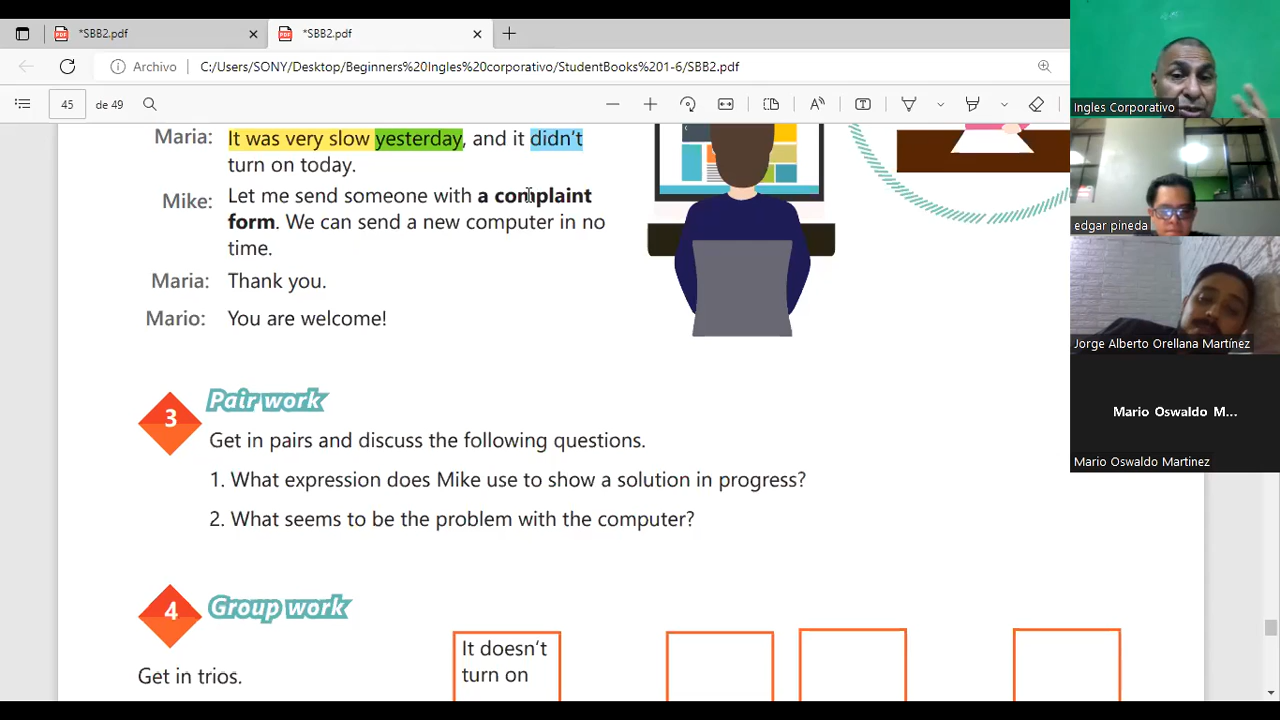 *SBB2.pdf
*SBB2.pdf
Archivo
C:/Users/SONY/Desktop/Beginners%20Ingles%20corporativo/StudentBooks%201-6/SBB2.pdf
45
de 49
Maria: It was very slow yesterday, and it didn't
turn on today.
Mike: Let me send someone with a complaint
form. We can send a new computer in no
time.
Maria: Thank you.
Mario: You are welcome!
3
Pair work
Get in pairs and discuss the following questions.
1. What expression does Mike use to show a solution in progress?
2. What seems to be the problem with the computer?
4
Group work
Get in trios.
It doesn't
turn on
Ingles Corporativo
edgar pineda
Jorge Alberto Orellana Martínez
Mario Oswaldo M...
Mario Oswaldo Martinez